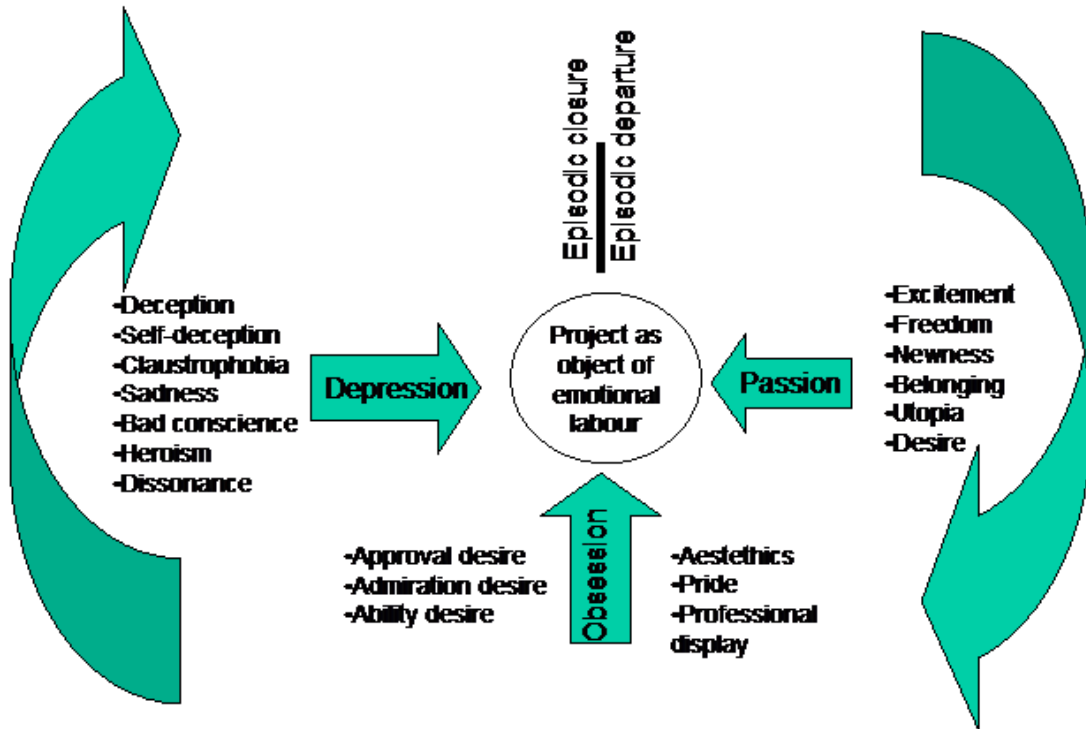 Episodic closure
Episodic departure
-Deception
-Self-deception
-Claustrophobia
-Sadness
-Bad conscience
-Heroism
-Dissonance
Depression
Project as
object of
emotional
labour
Passion
-Excitement
-Freedom
-Newness
-Belonging
-Utopia
-Desire
-Approval desire
-Admiration desire
-Ability desire
Obsession
-Aestethics
-Pride
-Professional
display